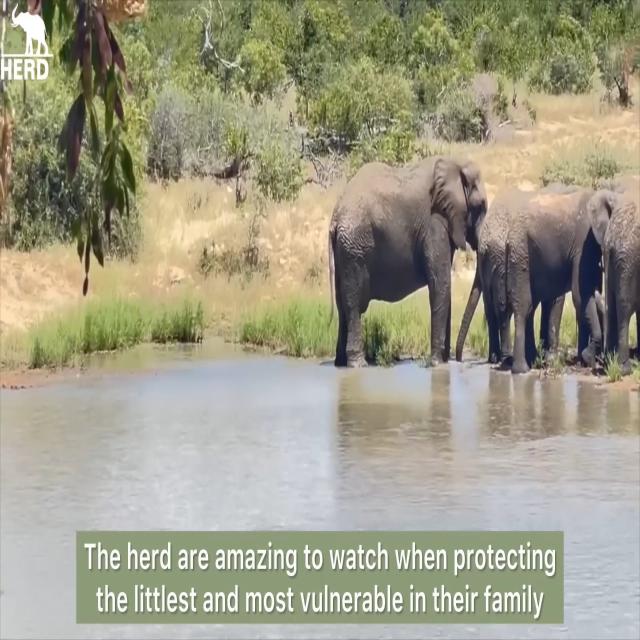 HERD
The herd are amazing to watch when protecting
the littlest and most vulnerable in their family